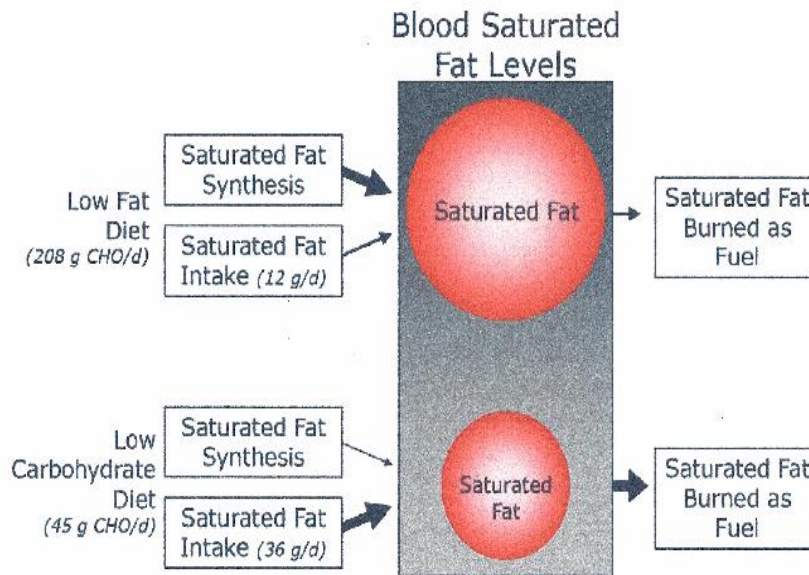 Blood Saturated
Fat Levels
Saturated Fat
Synthesis
Low Fat
Diet
(208 g CHO/d)
Saturated Fat
Intake (12 g/d)
Saturated Fat
Saturated Fat
Burned as
Fuel
Saturated Fat
Synthesis
Low
Carbohydrate
Diet
(45 g CHO/d)
Saturated Fat
Intake (36 g/d)
Saturated
Fat
Saturated Fat
Burned as
Fuel